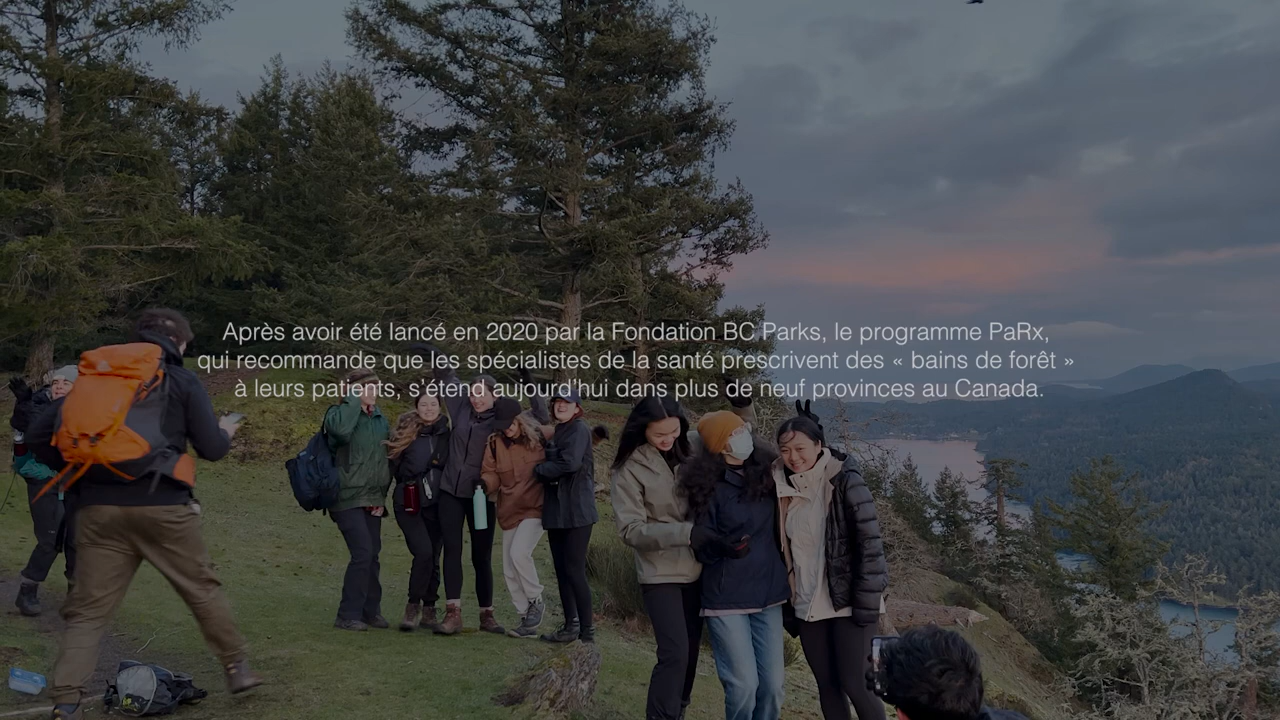 Après avoir été lancé en 2020 par la Fondation BC Parks, le programme PaRx,
qui recommande que les spécialistes de la santé prescrivent des « bains de forêt »
à leurs patients, s'étend aujourd'hui dans plus de neuf provinces au Canada.